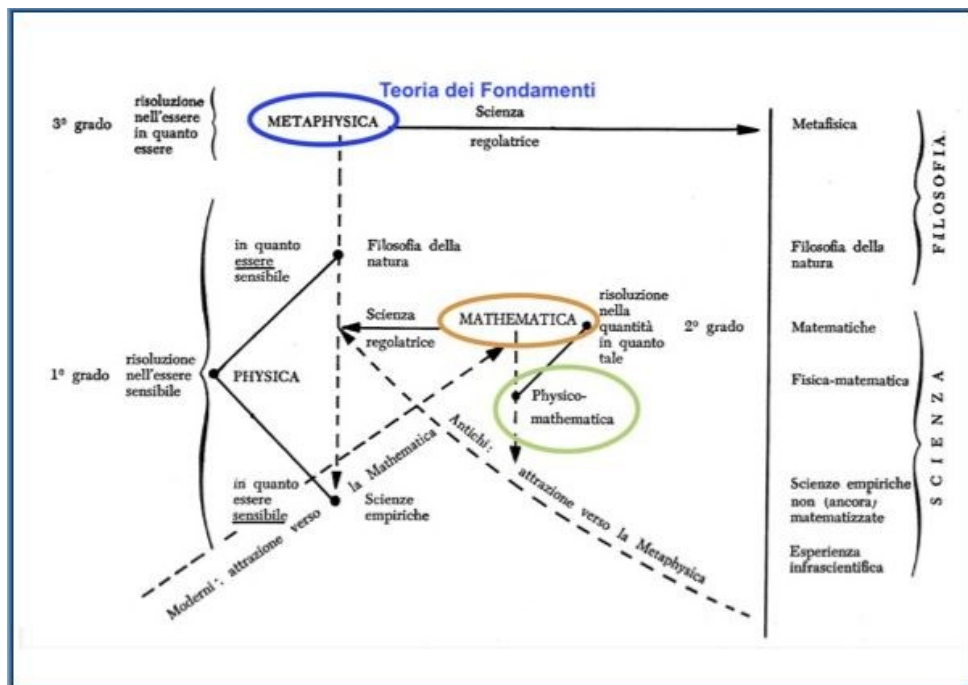 Teoria dei Fondamenti
3º grado
risoluzione
nell'essere
in quanto
essere
METAPHYSICA
Scienza
regolatrice
Metafisica
FILOSOFIA
in quanto
essere
sensibile
Filosofia della
natura
Filosofia della
natura
1º grado
risoluzione
nell'essere
sensibile
PHYSICA
Scienza
regolatrice
MATHEMATICA
risoluzione
nella
quantità
in quanto
tale
2º grado
Matematiche
Physico-
mathematica
Fisica-matematica
SCIENZA
in quanto
essere
sensibile
Scienze
empiriche
Moderni: attrazione verso la Mathematica
Antichi: attrazione verso la Metaphysica
Scienze empiriche
non (ancora)
matematizzate
Esperienza
infrascientifica